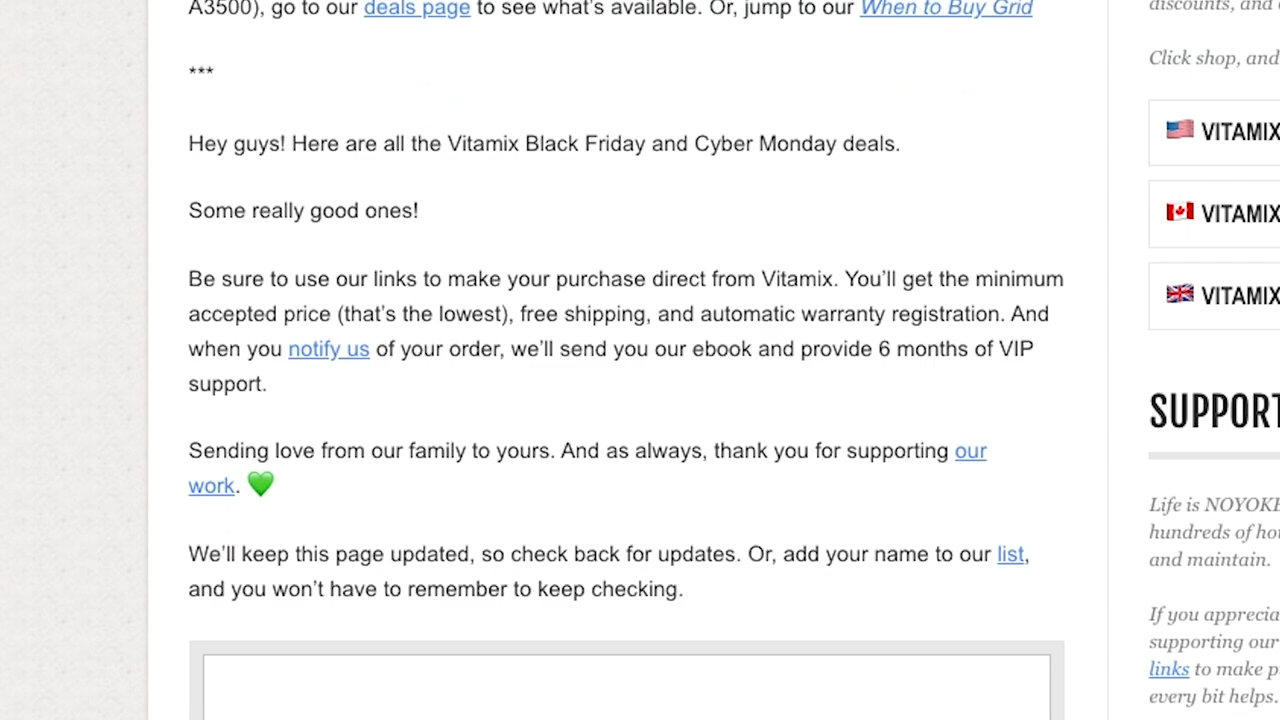 A3500), go to our deals page to see what's available. Or, jump to our When to Buy Grid
***
Hey guys! Here are all the Vitamix Black Friday and Cyber Monday deals.
Some really good ones!
Be sure to use our links to make your purchase direct from Vitamix. You'll get the minimum
accepted price (that's the lowest), free shipping, and automatic warranty registration. And
when you notify us of your order, we'll send you our ebook and provide 6 months of VIP
support.
Sending love from our family to yours. And as always, thank you for supporting our
work. 💚
We'll keep this page updated, so check back for updates. Or, add your name to our list,
and you won't have to remember to keep checking.
discounts, and
Click shop, and
VITAMIX
VITAMIX
VITAMIX
SUPPORT
Life is NOYOKE
hundreds of
and maintain.
If you
supporting our
links to make
every bit helps.